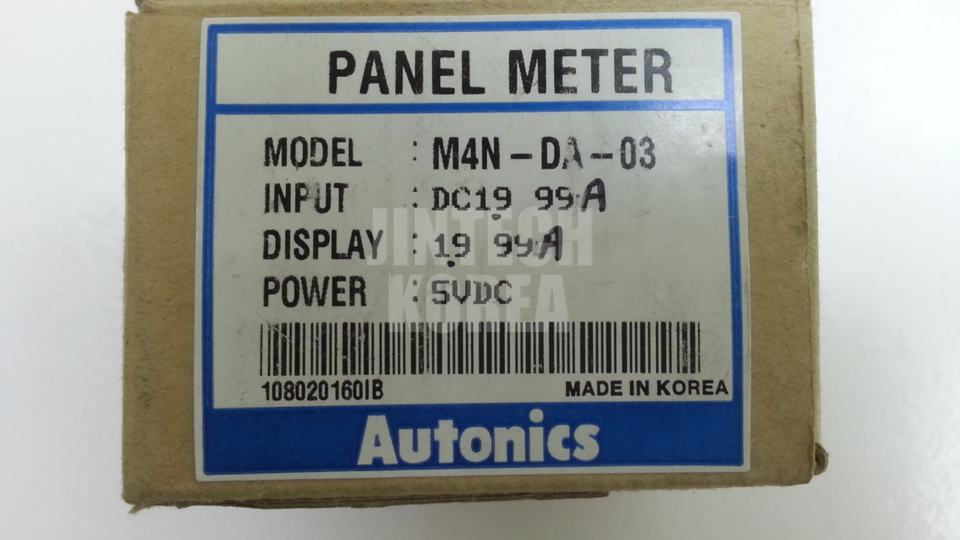 PANEL METER
MODEL : M4N-DA-03
INPUT : DC19.99A
DISPLAY : 19.99A
POWER : 5VDC
JINTECH
KOREA
108020160IB MADE IN KOREA
Autonics